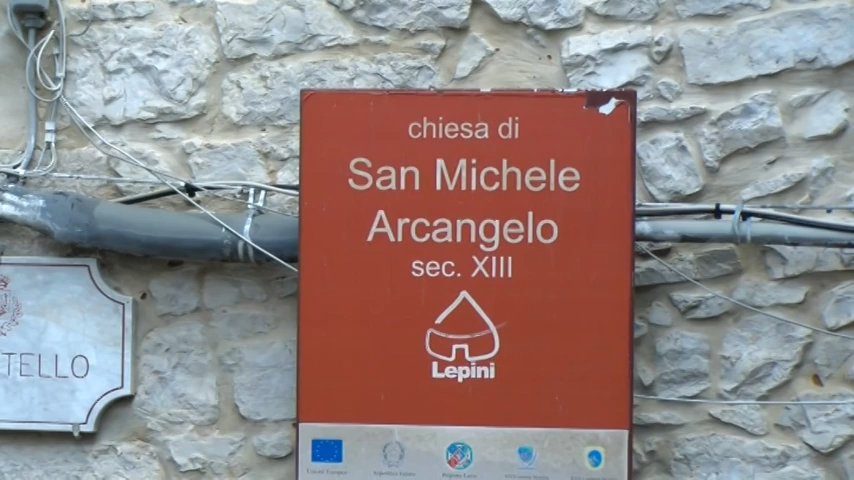 chiesa di
San Michele
Arcangelo
sec. XIII
Lepini
TELLO